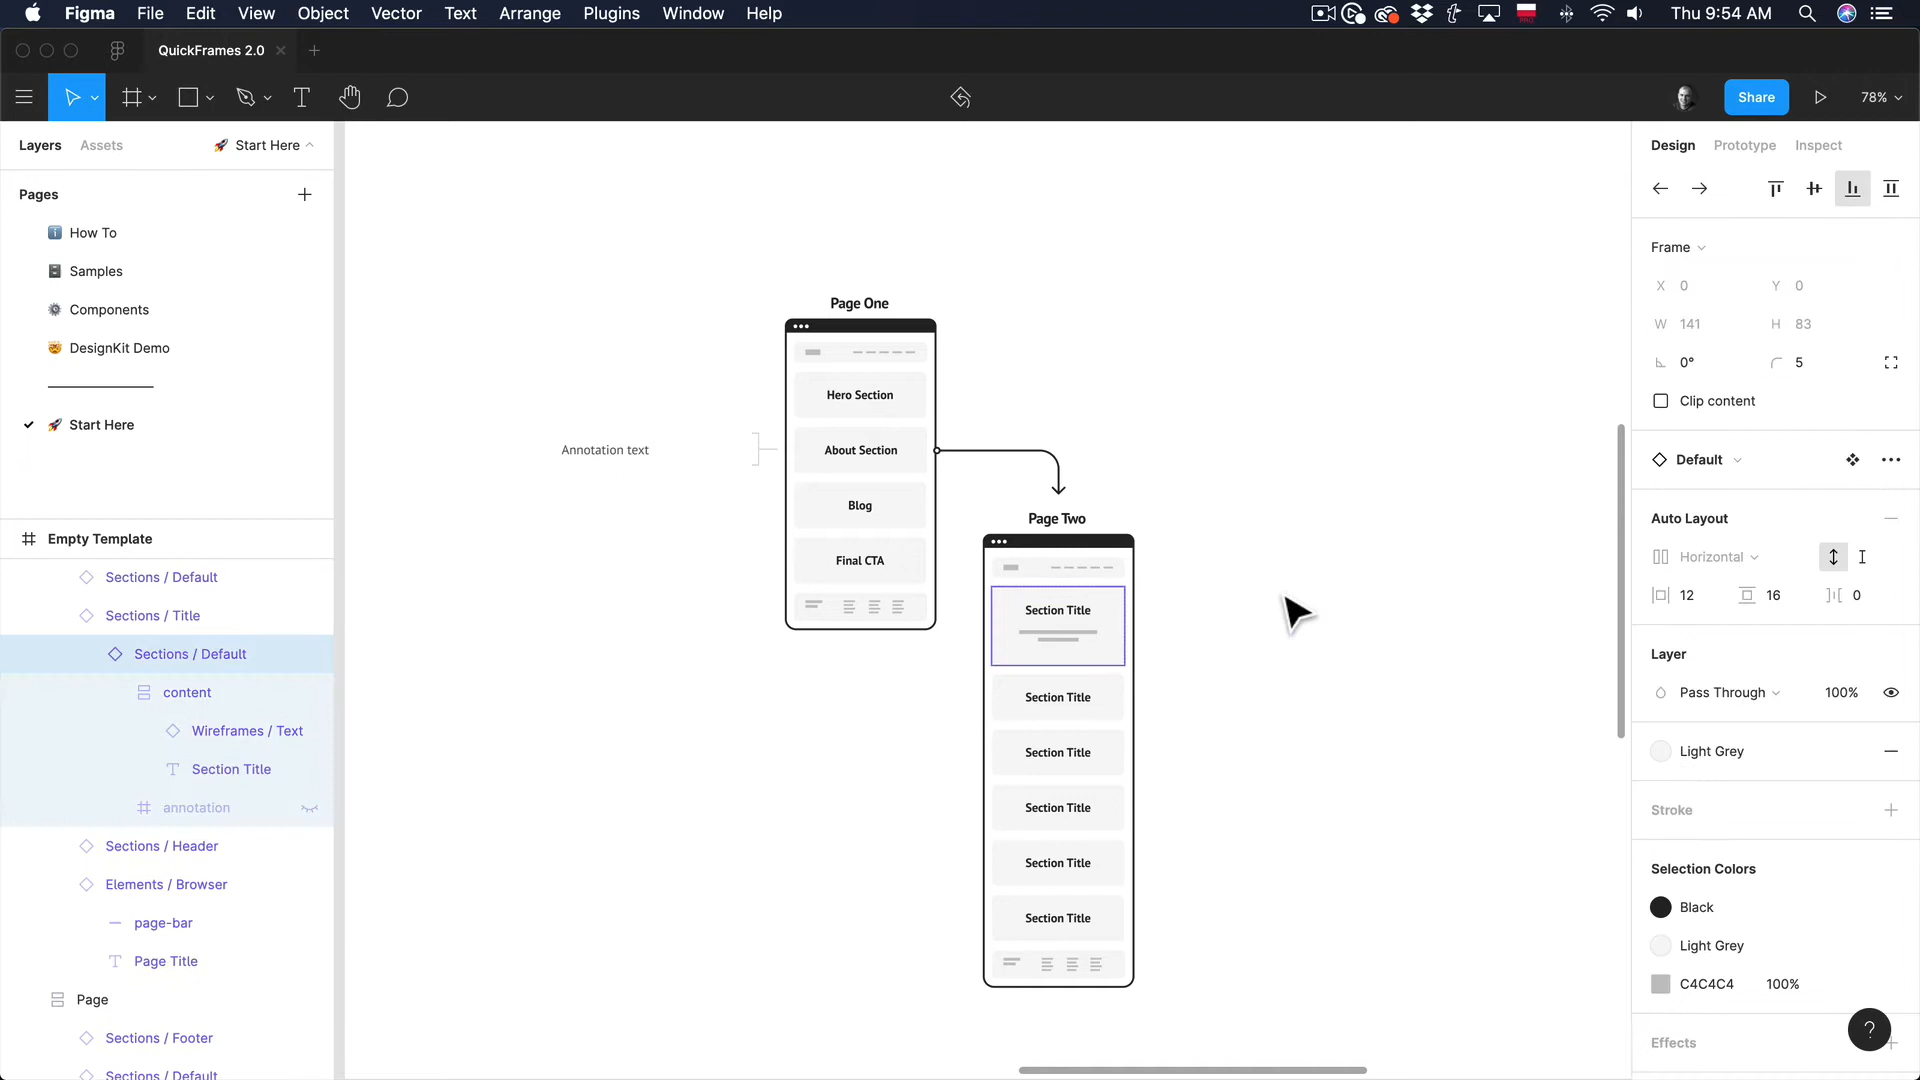 Figma File Edit View Object Vector Text Arrange Plugins Window Help
Thu 9:54 AM
QuickFrames 2.0
Share
78%
Layers Assets
🚀 Start Here
Pages
How To
Samples
Components
DesignKit Demo
Start Here
Empty Template
Sections / Default
Sections / Title
Sections / Default
content
Wireframes / Text
Section Title
annotation
Sections / Header
Elements / Browser
page-bar
Page Title
Page
Sections / Footer
Sections / Default
Page One
Hero Section
Annotation text
About Section
Blog
Final CTA
Page Two
Section Title
Section Title
Section Title
Section Title
Section Title
Section Title
Design Prototype Inspect
Frame
X 0 Y 0
W 141 H 83
0° 5
Clip content
Default
Auto Layout
Horizontal
12 16 0
Layer
Pass Through 100%
Light Grey
Stroke
Selection Colors
Black
Light Grey
C4C4C4 100%
Effects
?